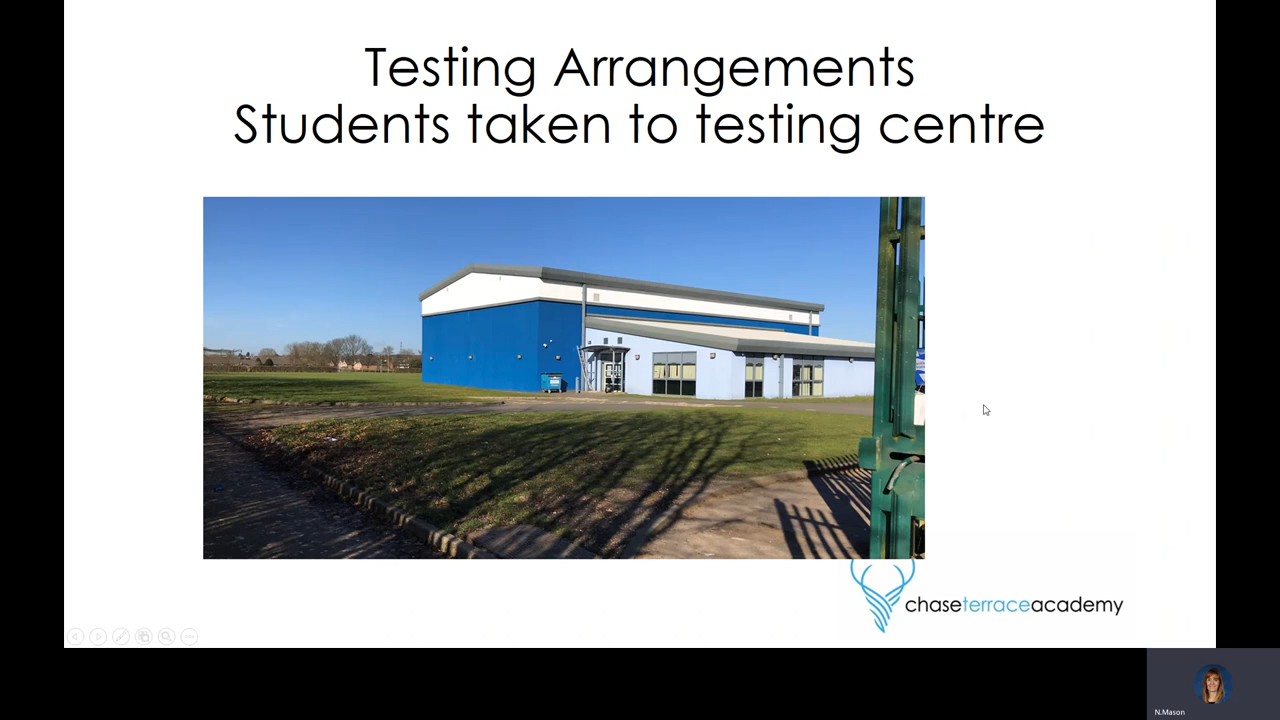 Testing Arrangements
Students taken to testing centre
chaseterraceacademy
N.Mason